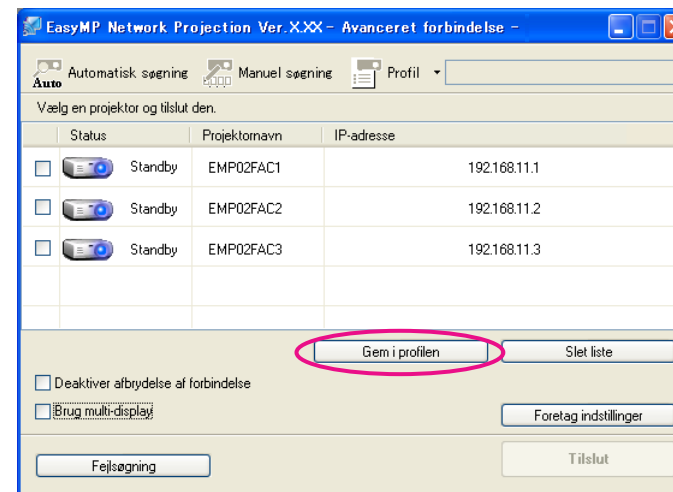 EasyMP Network Projection Ver.X.XX - Avanceret forbindelse -
Auto Automatisk søgning Manuel søgning Profil
Vælg en projektor og tilslut den.
Status Projektornavn IP-adresse
Standby EMP02FAC1 192.168.11.1
Standby EMP02FAC2 192.168.11.2
Standby EMP02FAC3 192.168.11.3
Gem i profilen Slet liste
Deaktiver afbrydelse af forbindelse
Brug multi-display Foretag indstillinger
Fejlsøgning Tilslut